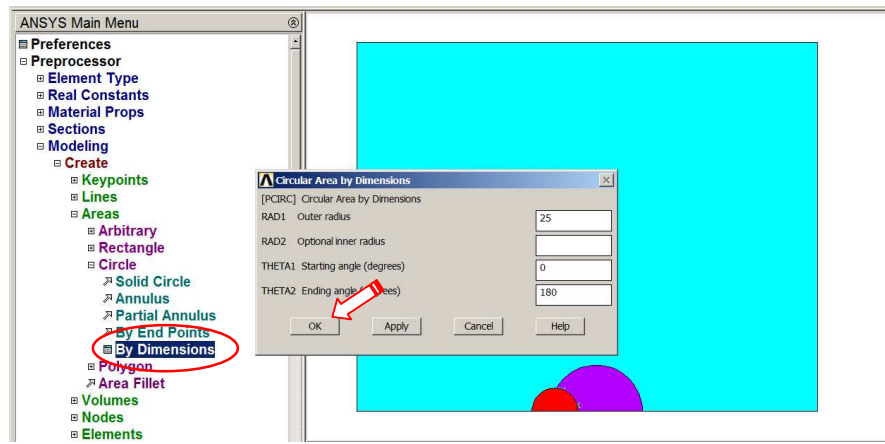 ANSYS Main Menu
Preferences
Preprocessor
Element Type
Real Constants
Material Props
Sections
Modeling
Create
Keypoints
Lines
Areas
Arbitrary
Rectangle
Circle
Solid Circle
Annulus
Partial Annulus
By End Points
By Dimensions
Polygon
Area Fillet
Volumes
Nodes
Elements
Circular Area by Dimensions
[PCIRC] Circular Area by Dimensions
RAD1 Outer radius 25
RAD2 Optional inner radius
THETA1 Starting angle (degrees) 0
THETA2 Ending angle (degrees) 180
OK Apply Cancel Help